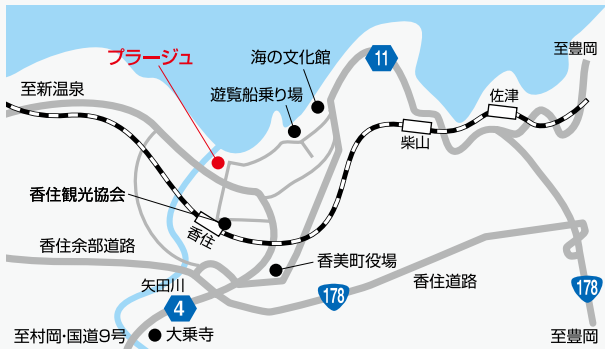 至豊岡
プラージュ
海の文化館
11
至新温泉
遊覧船乗り場
佐津
柴山
香住観光協会
香住
香住余部道路
香美町役場
矢田川
香住道路
178
178
4
至村岡・国道9号
大乗寺
至豊岡